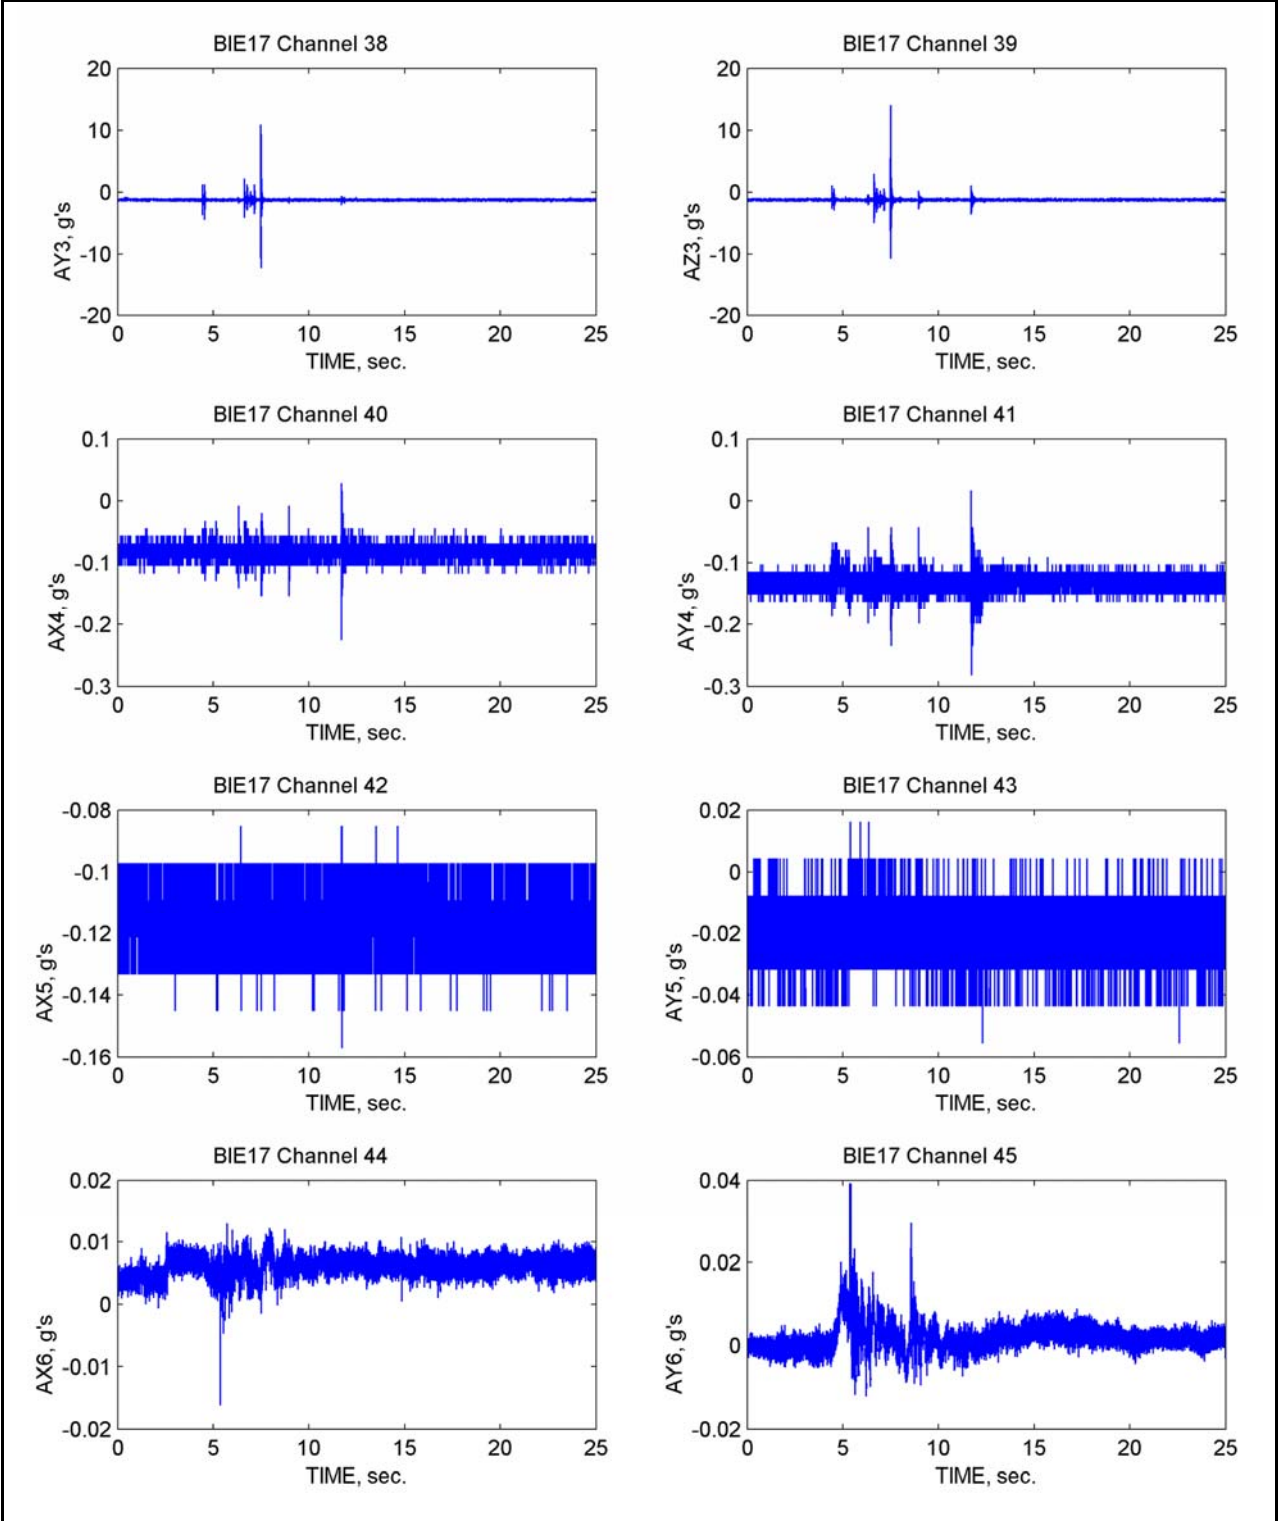 BIE17 Channel 38
20
10
0
-10
-20
AY3, g's
0 5 10 15 20 25
TIME, sec.
BIE17 Channel 39
20
10
0
-10
-20
AZ3, g's
0 5 10 15 20 25
TIME, sec.
BIE17 Channel 40
0.1
0
-0.1
-0.2
-0.3
AX4, g's
0 5 10 15 20 25
TIME, sec.
BIE17 Channel 41
0.1
0
-0.1
-0.2
-0.3
AY4, g's
0 5 10 15 20 25
TIME, sec.
BIE17 Channel 42
-0.08
-0.1
-0.12
-0.14
-0.16
AX5, g's
0 5 10 15 20 25
TIME, sec.
BIE17 Channel 43
0.02
0
-0.02
-0.04
-0.06
AY5, g's
0 5 10 15 20 25
TIME, sec.
BIE17 Channel 44
0.02
0.01
0
-0.01
-0.02
AX6, g's
0 5 10 15 20 25
TIME, sec.
BIE17 Channel 45
0.04
0.02
0
-0.02
AY6, g's
0 5 10 15 20 25
TIME, sec.